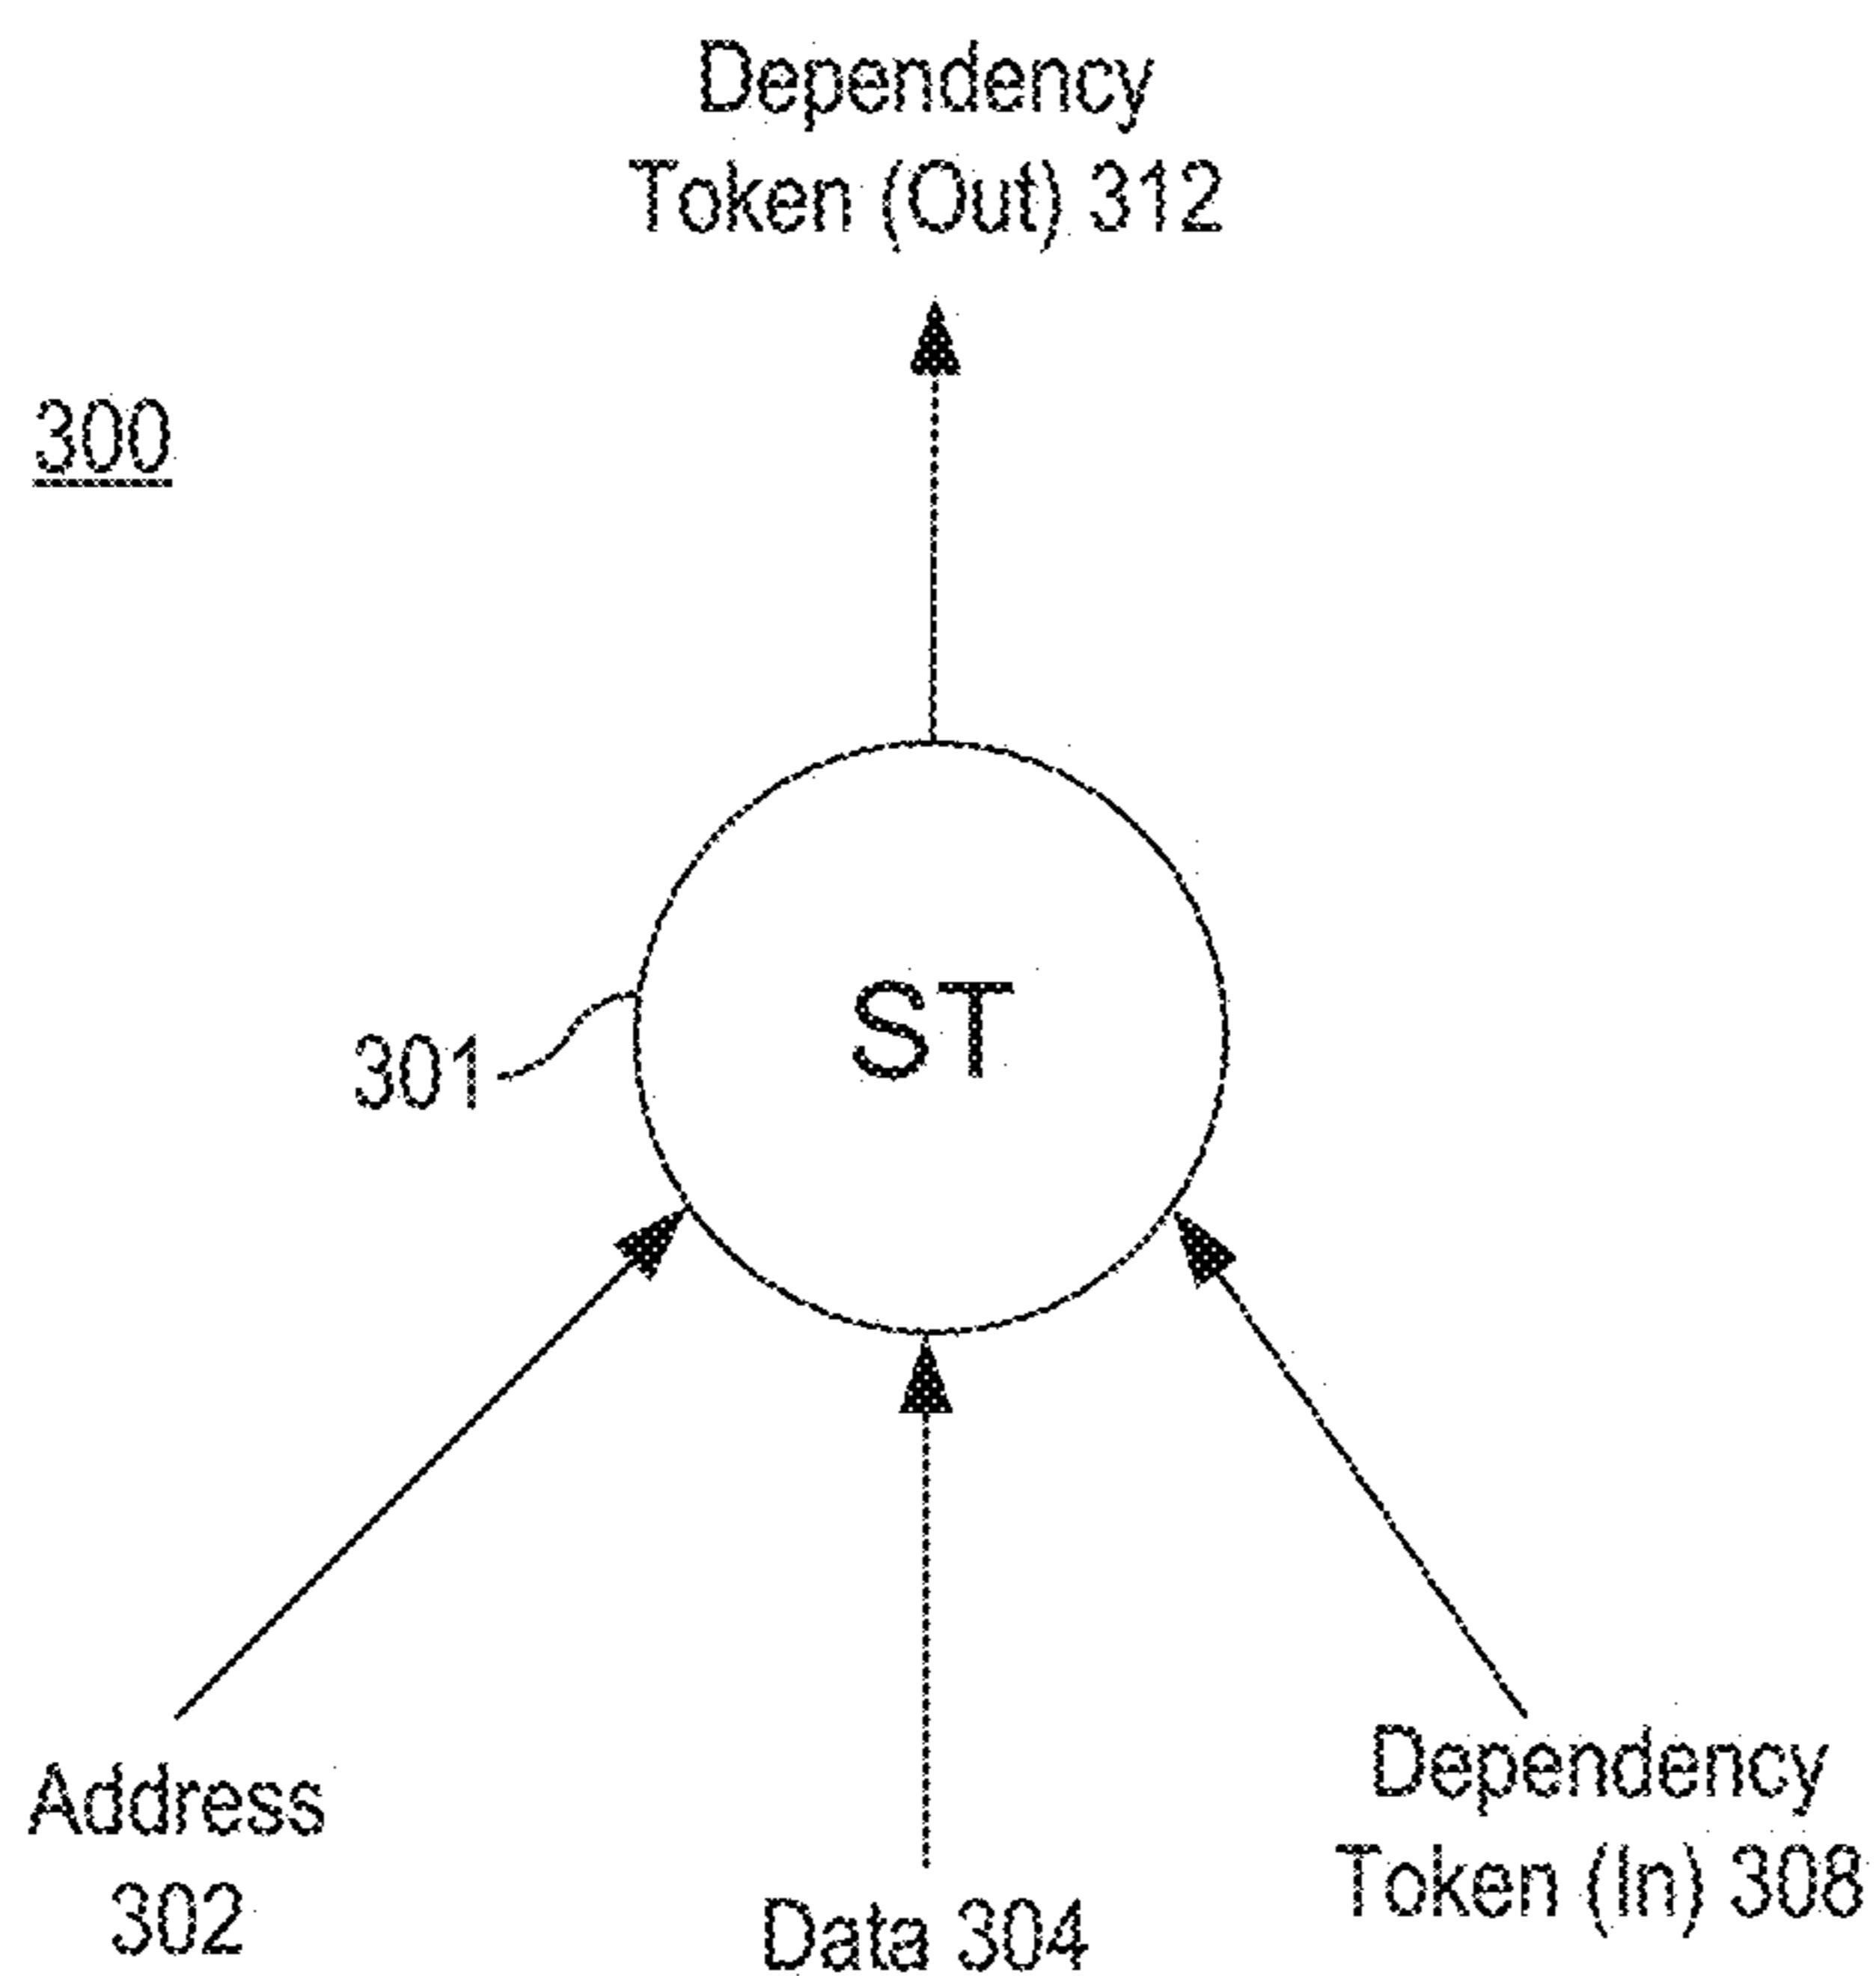 Dependency
Token (Out) 312
300
ST
301
Address
302
Data 304
Dependency
Token (In) 308